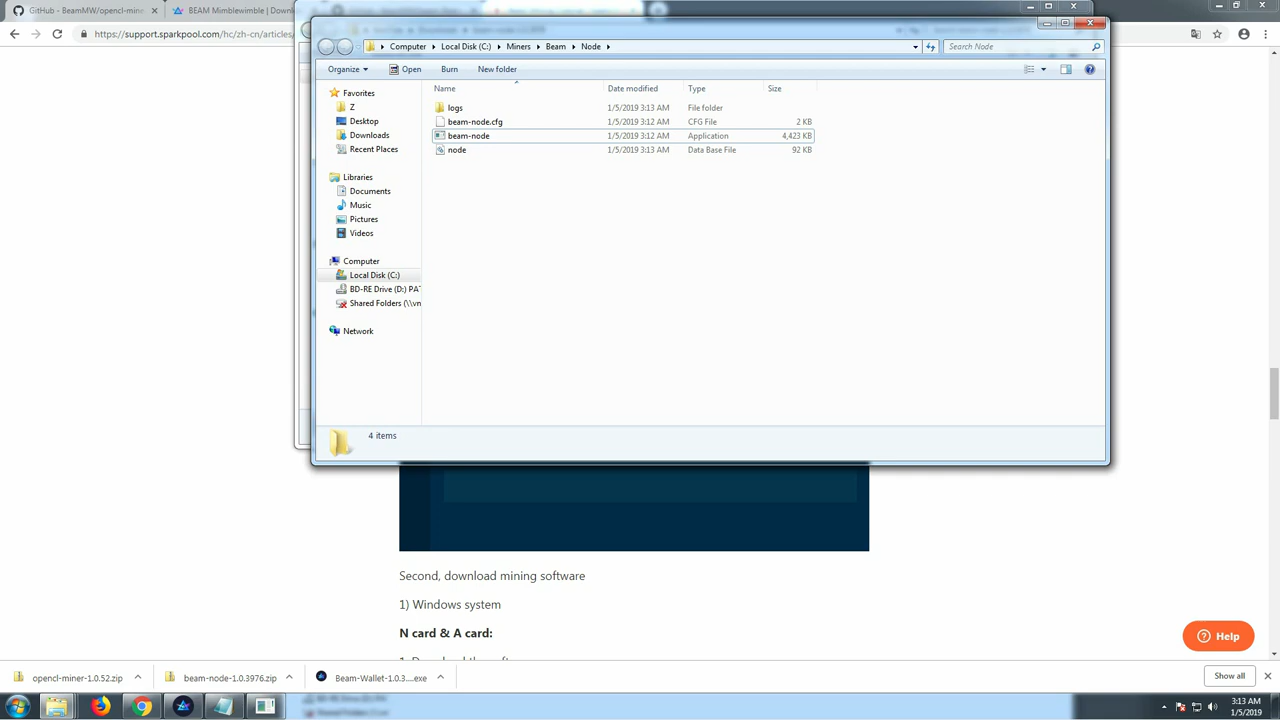 GitHub - BeamMW/opencl-mine
BEAM Mimblewimble | Downl
https://support.sparkpool.com/hc/zh-cn/articles/
Computer Local Disk (C:) Miners Beam Node
Search Node
Organize Open Burn New folder
Name Date modified Type Size
Favorites
Z
Desktop
Downloads
Recent Places
Libraries
Documents
Music
Pictures
Videos
Computer
Local Disk (C:)
BD-RE Drive (D:) PA
Shared Folders (\\vn
Network
logs 1/5/2019 3:13 AM File folder
beam-node.cfg 1/5/2019 3:12 AM CFG File 2 KB
beam-node 1/5/2019 3:12 AM Application 4,423 KB
node 1/5/2019 3:13 AM Data Base File 92 KB
4 items
Second, download mining software
1) Windows system
N card & A card:
Help
opencl-miner-1.0.52.zip
beam-node-1.0.3976.zip
Beam-Wallet-1.0.3....exe
Show all
3:13 AM
1/5/2019